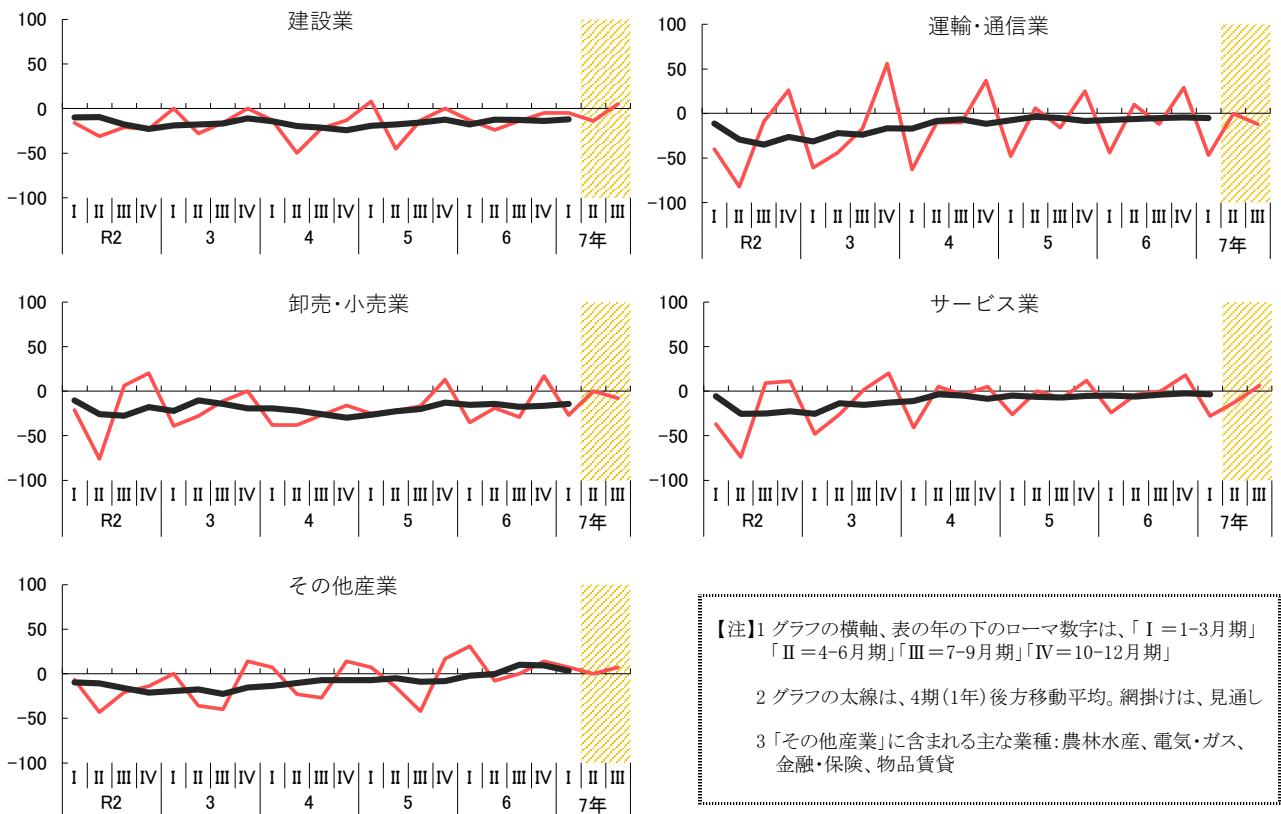 建設業
100
50
0
-50
-100
Ⅰ Ⅱ Ⅲ Ⅳ Ⅰ Ⅱ Ⅲ Ⅳ Ⅰ Ⅱ Ⅲ Ⅳ Ⅰ Ⅱ Ⅲ Ⅳ Ⅰ Ⅱ Ⅲ Ⅳ Ⅰ Ⅱ Ⅲ
R2 3 4 5 6 7年
運輸・通信業
100
50
0
-50
-100
Ⅰ Ⅱ Ⅲ Ⅳ Ⅰ Ⅱ Ⅲ Ⅳ Ⅰ Ⅱ Ⅲ Ⅳ Ⅰ Ⅱ Ⅲ Ⅳ Ⅰ Ⅱ Ⅲ Ⅳ Ⅰ Ⅱ Ⅲ
R2 3 4 5 6 7年
卸売・小売業
100
50
0
-50
-100
Ⅰ Ⅱ Ⅲ Ⅳ Ⅰ Ⅱ Ⅲ Ⅳ Ⅰ Ⅱ Ⅲ Ⅳ Ⅰ Ⅱ Ⅲ Ⅳ Ⅰ Ⅱ Ⅲ Ⅳ Ⅰ Ⅱ Ⅲ
R2 3 4 5 6 7年
サービス業
100
50
0
-50
-100
Ⅰ Ⅱ Ⅲ Ⅳ Ⅰ Ⅱ Ⅲ Ⅳ Ⅰ Ⅱ Ⅲ Ⅳ Ⅰ Ⅱ Ⅲ Ⅳ Ⅰ Ⅱ Ⅲ Ⅳ Ⅰ Ⅱ Ⅲ
R2 3 4 5 6 7年
その他産業
100
50
0
-50
-100
Ⅰ Ⅱ Ⅲ Ⅳ Ⅰ Ⅱ Ⅲ Ⅳ Ⅰ Ⅱ Ⅲ Ⅳ Ⅰ Ⅱ Ⅲ Ⅳ Ⅰ Ⅱ Ⅲ Ⅳ Ⅰ Ⅱ Ⅲ
R2 3 4 5 6 7年
【注】1 グラフの横軸、表の年の下のローマ数字は、「Ⅰ＝1-3月期」
「Ⅱ＝4-6月期」「Ⅲ＝7-9月期」「Ⅳ＝10-12月期」
2 グラフの太線は、4期(1年)後方移動平均。網掛けは、見通し
3 「その他産業」に含まれる主な業種:農林水産、電気・ガス、
金融・保険、物品賃貸